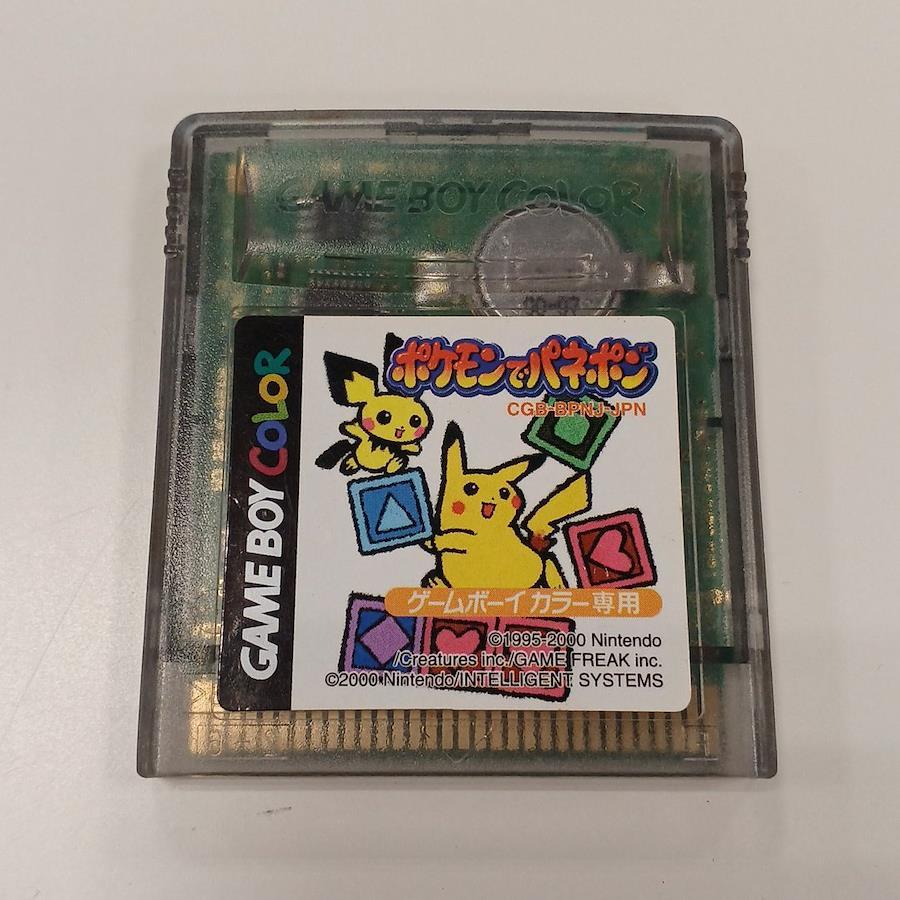 GAME BOY COLOR
GAME BOY COLOR
ポケモンでパネポン
CGB-BPNJ-JPN
ゲームボーイカラー専用
©1995-2000 Nintendo
/Creatures inc./GAME FREAK inc.
©2000 Nintendo/INTELLIGENT SYSTEMS